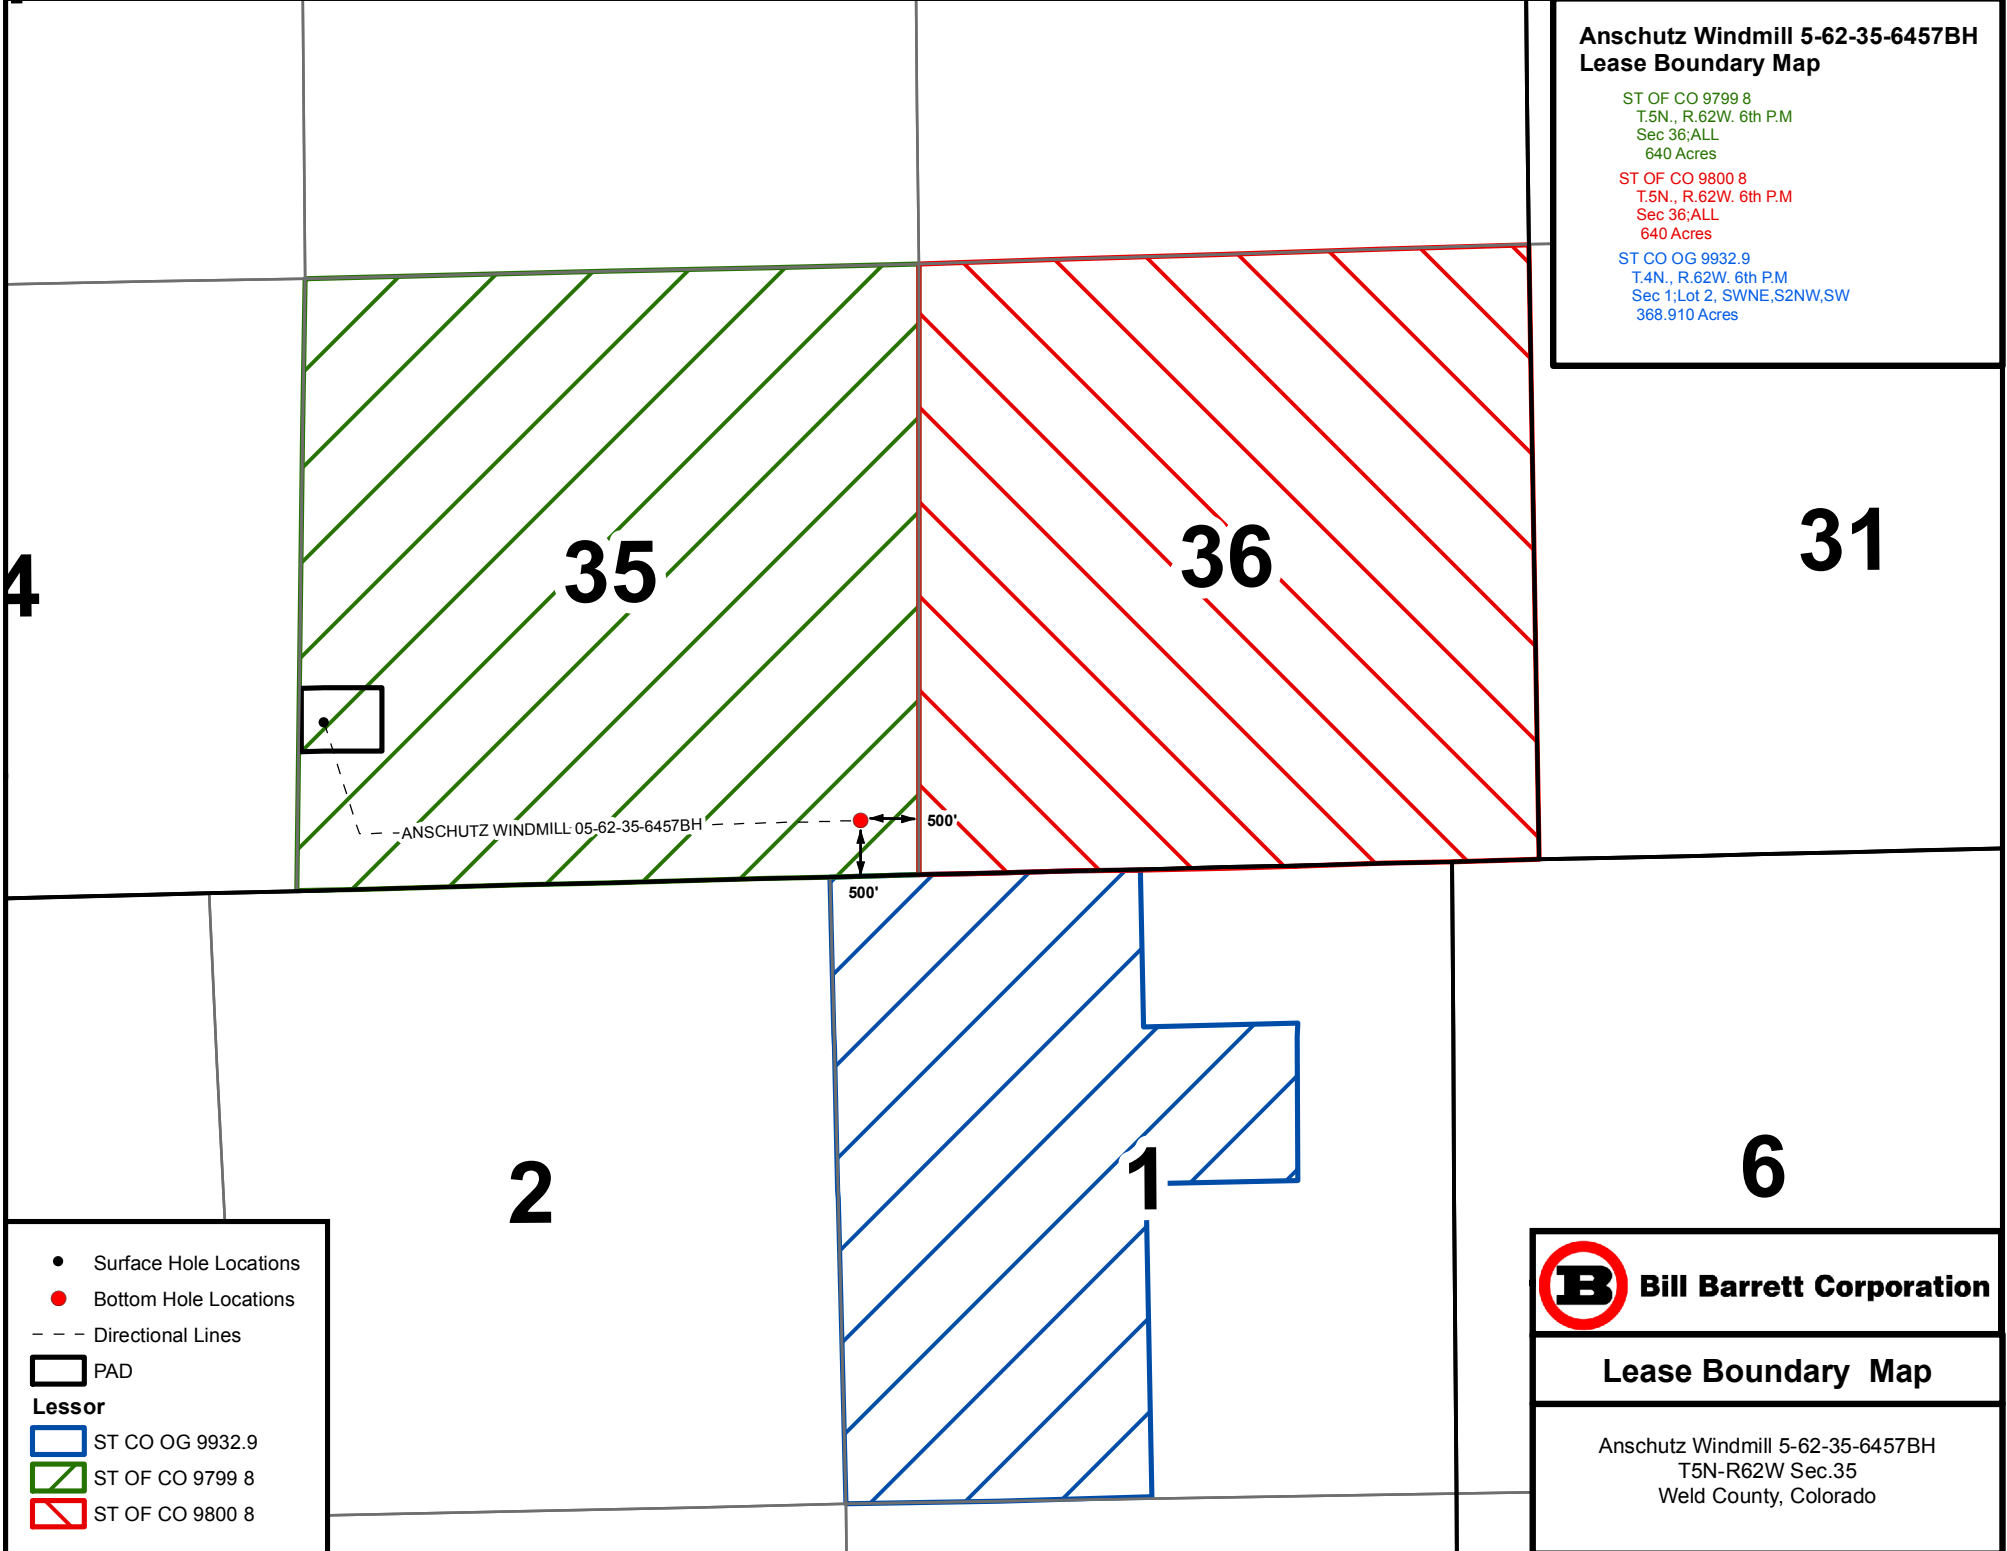 Anschutz Windmill 5-62-35-6457BH
Lease Boundary Map
ST OF CO 9799 8
T.5N., R.62W. 6th P.M
Sec 36;ALL
640 Acres
ST OF CO 9800 8
T.5N., R.62W. 6th P.M
Sec 36;ALL
640 Acres
ST CO OG 9932.9
T.4N., R.62W. 6th P.M
Sec 1;Lot 2, SWNE,S2NW,SW
368.910 Acres
4
35
36
31
ANSCHUTZ WINDMILL 05-62-35-6457BH
500'
500'
2
1
6
Surface Hole Locations
Bottom Hole Locations
Directional Lines
PAD
Lessor
ST CO OG 9932.9
ST OF CO 9799 8
ST OF CO 9800 8
B Bill Barrett Corporation
Lease Boundary Map
Anschutz Windmill 5-62-35-6457BH
T5N-R62W Sec.35
Weld County, Colorado